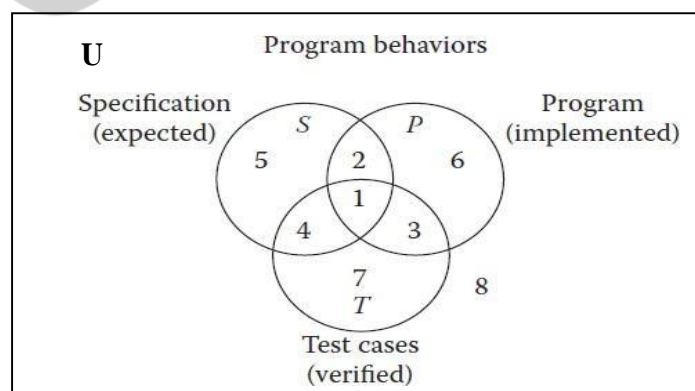 U
Program behaviors
Specification
(expected)
Program
(implemented)
S
P
5
2
6
1
4
3
7
8
T
Test cases
(verified)